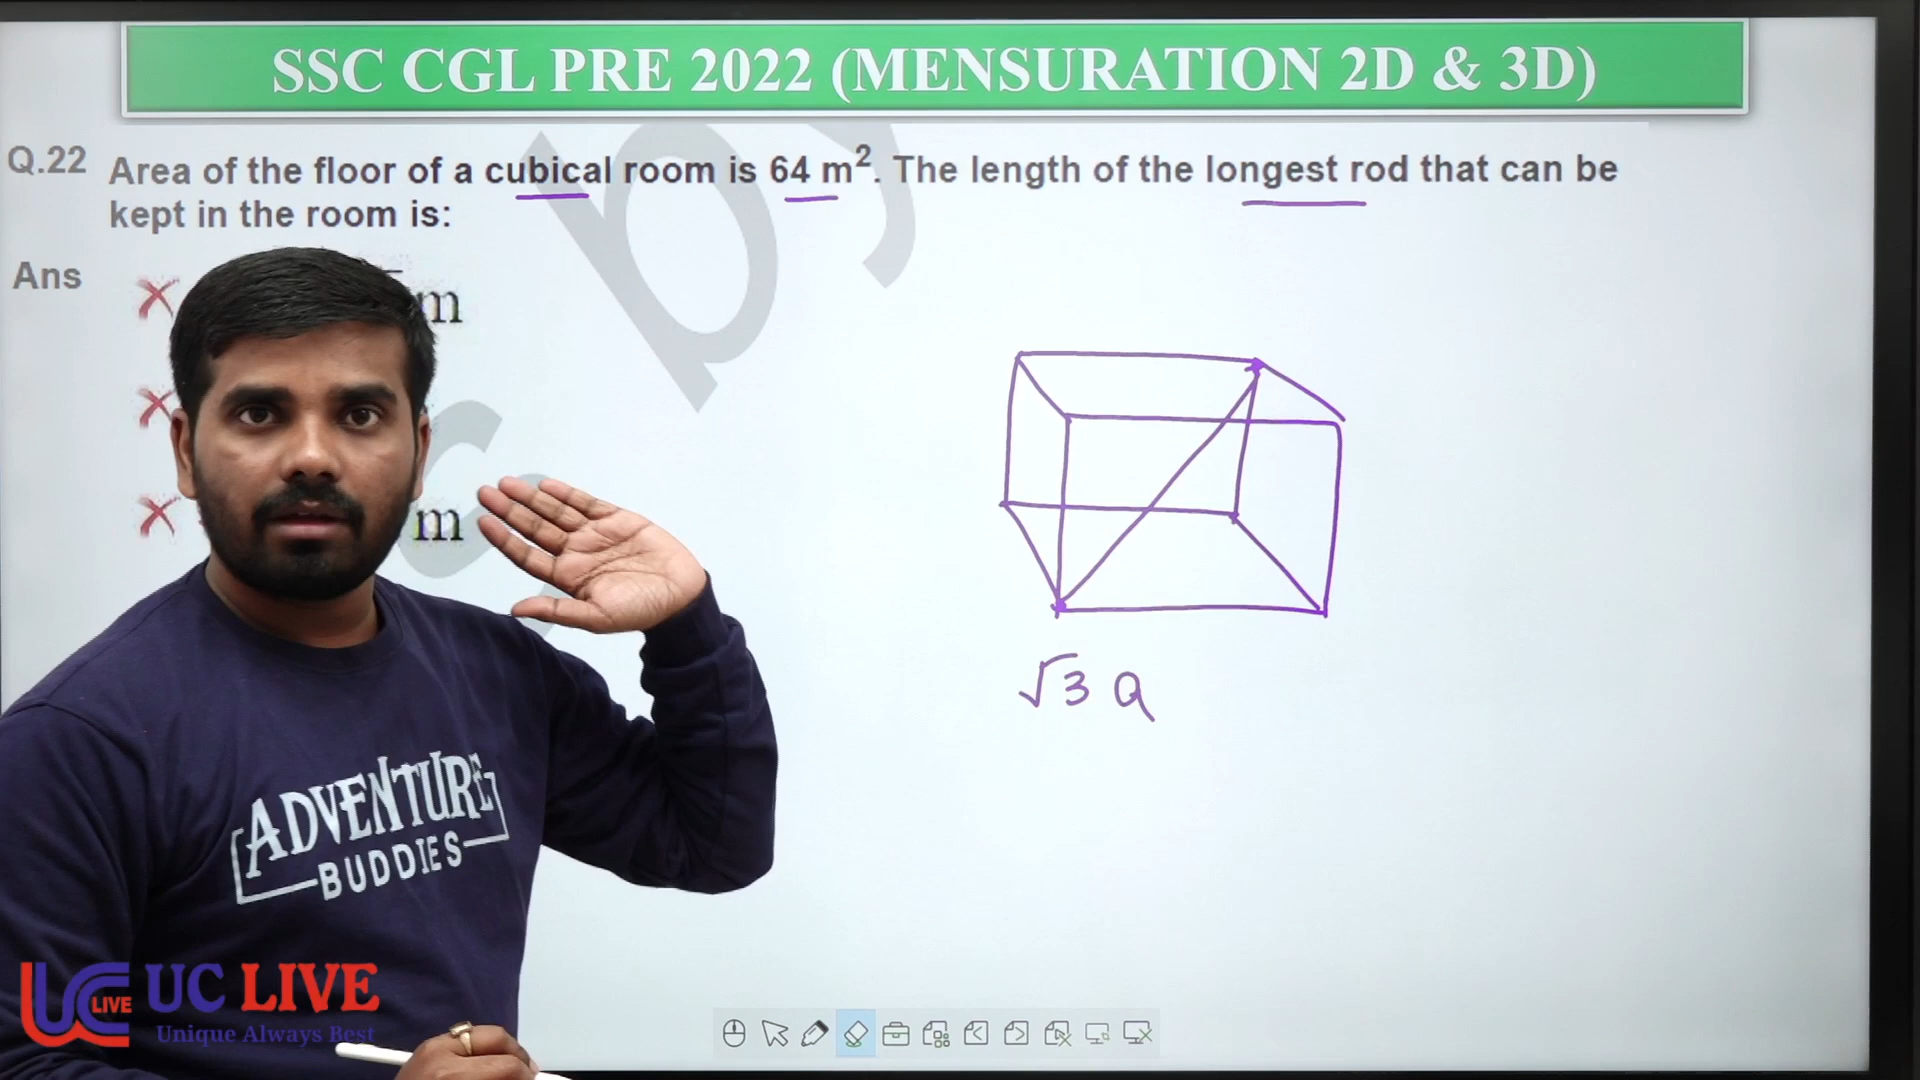 SSC CGL PRE 2022 (MENSURATION 2D & 3D)
Q.22 Area of the floor of a cubical room is 64 m². The length of the longest rod that can be
kept in the room is:
Ans
m
m
√3 a
ADVENTURE
BUDDIES
UC LIVE UC LIVE
Unique Always Best